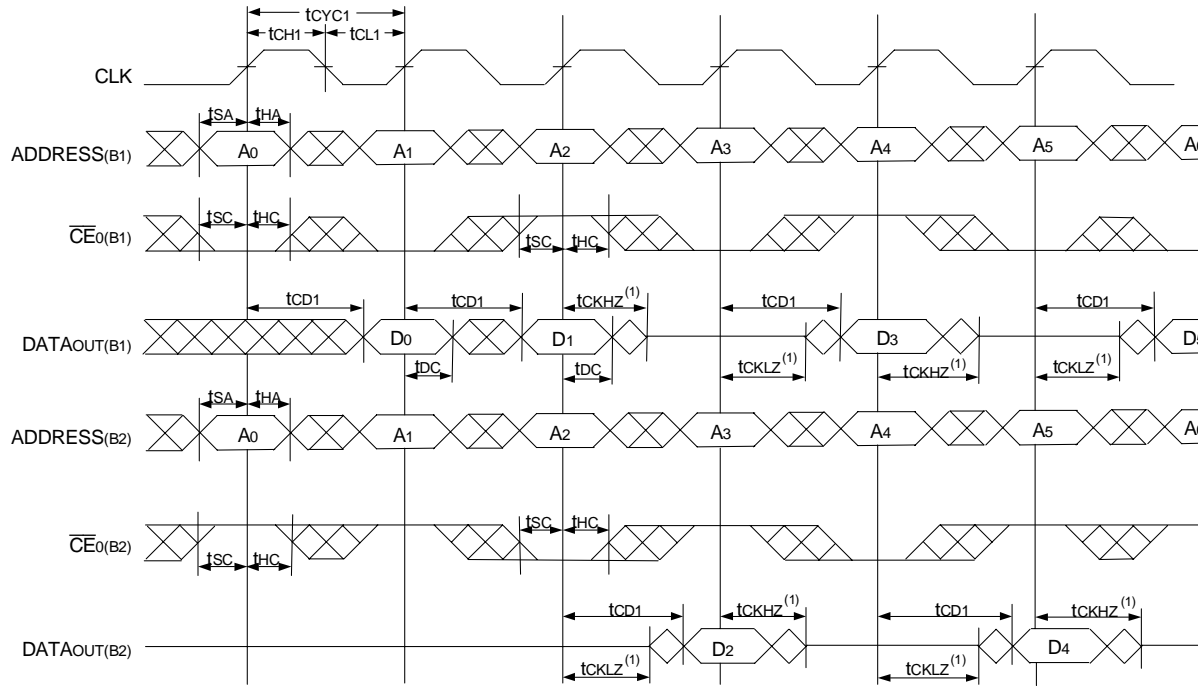 tCYC1
tCH1 tCL1
CLK
tSA tHA
ADDRESS(B1) A0 A1 A2 A3 A4 A5 A6
tSC tHC
CE0(B1) tSC tHC
tCD1 tCD1 tCKHZ(1) tCD1 tCD1
DATAOUT(B1) D0 D1 D3 D5
tDC tDC tCKLZ(1) tCKHZ(1) tCKLZ(1)
tSA tHA
ADDRESS(B2) A0 A1 A2 A3 A4 A5 A6
tSC tHC
CE0(B2)
tSC tHC
tCD1 tCKHZ(1) tCD1 tCKHZ(1)
DATAOUT(B2) D2 D4
tCKLZ(1) tCKLZ(1)